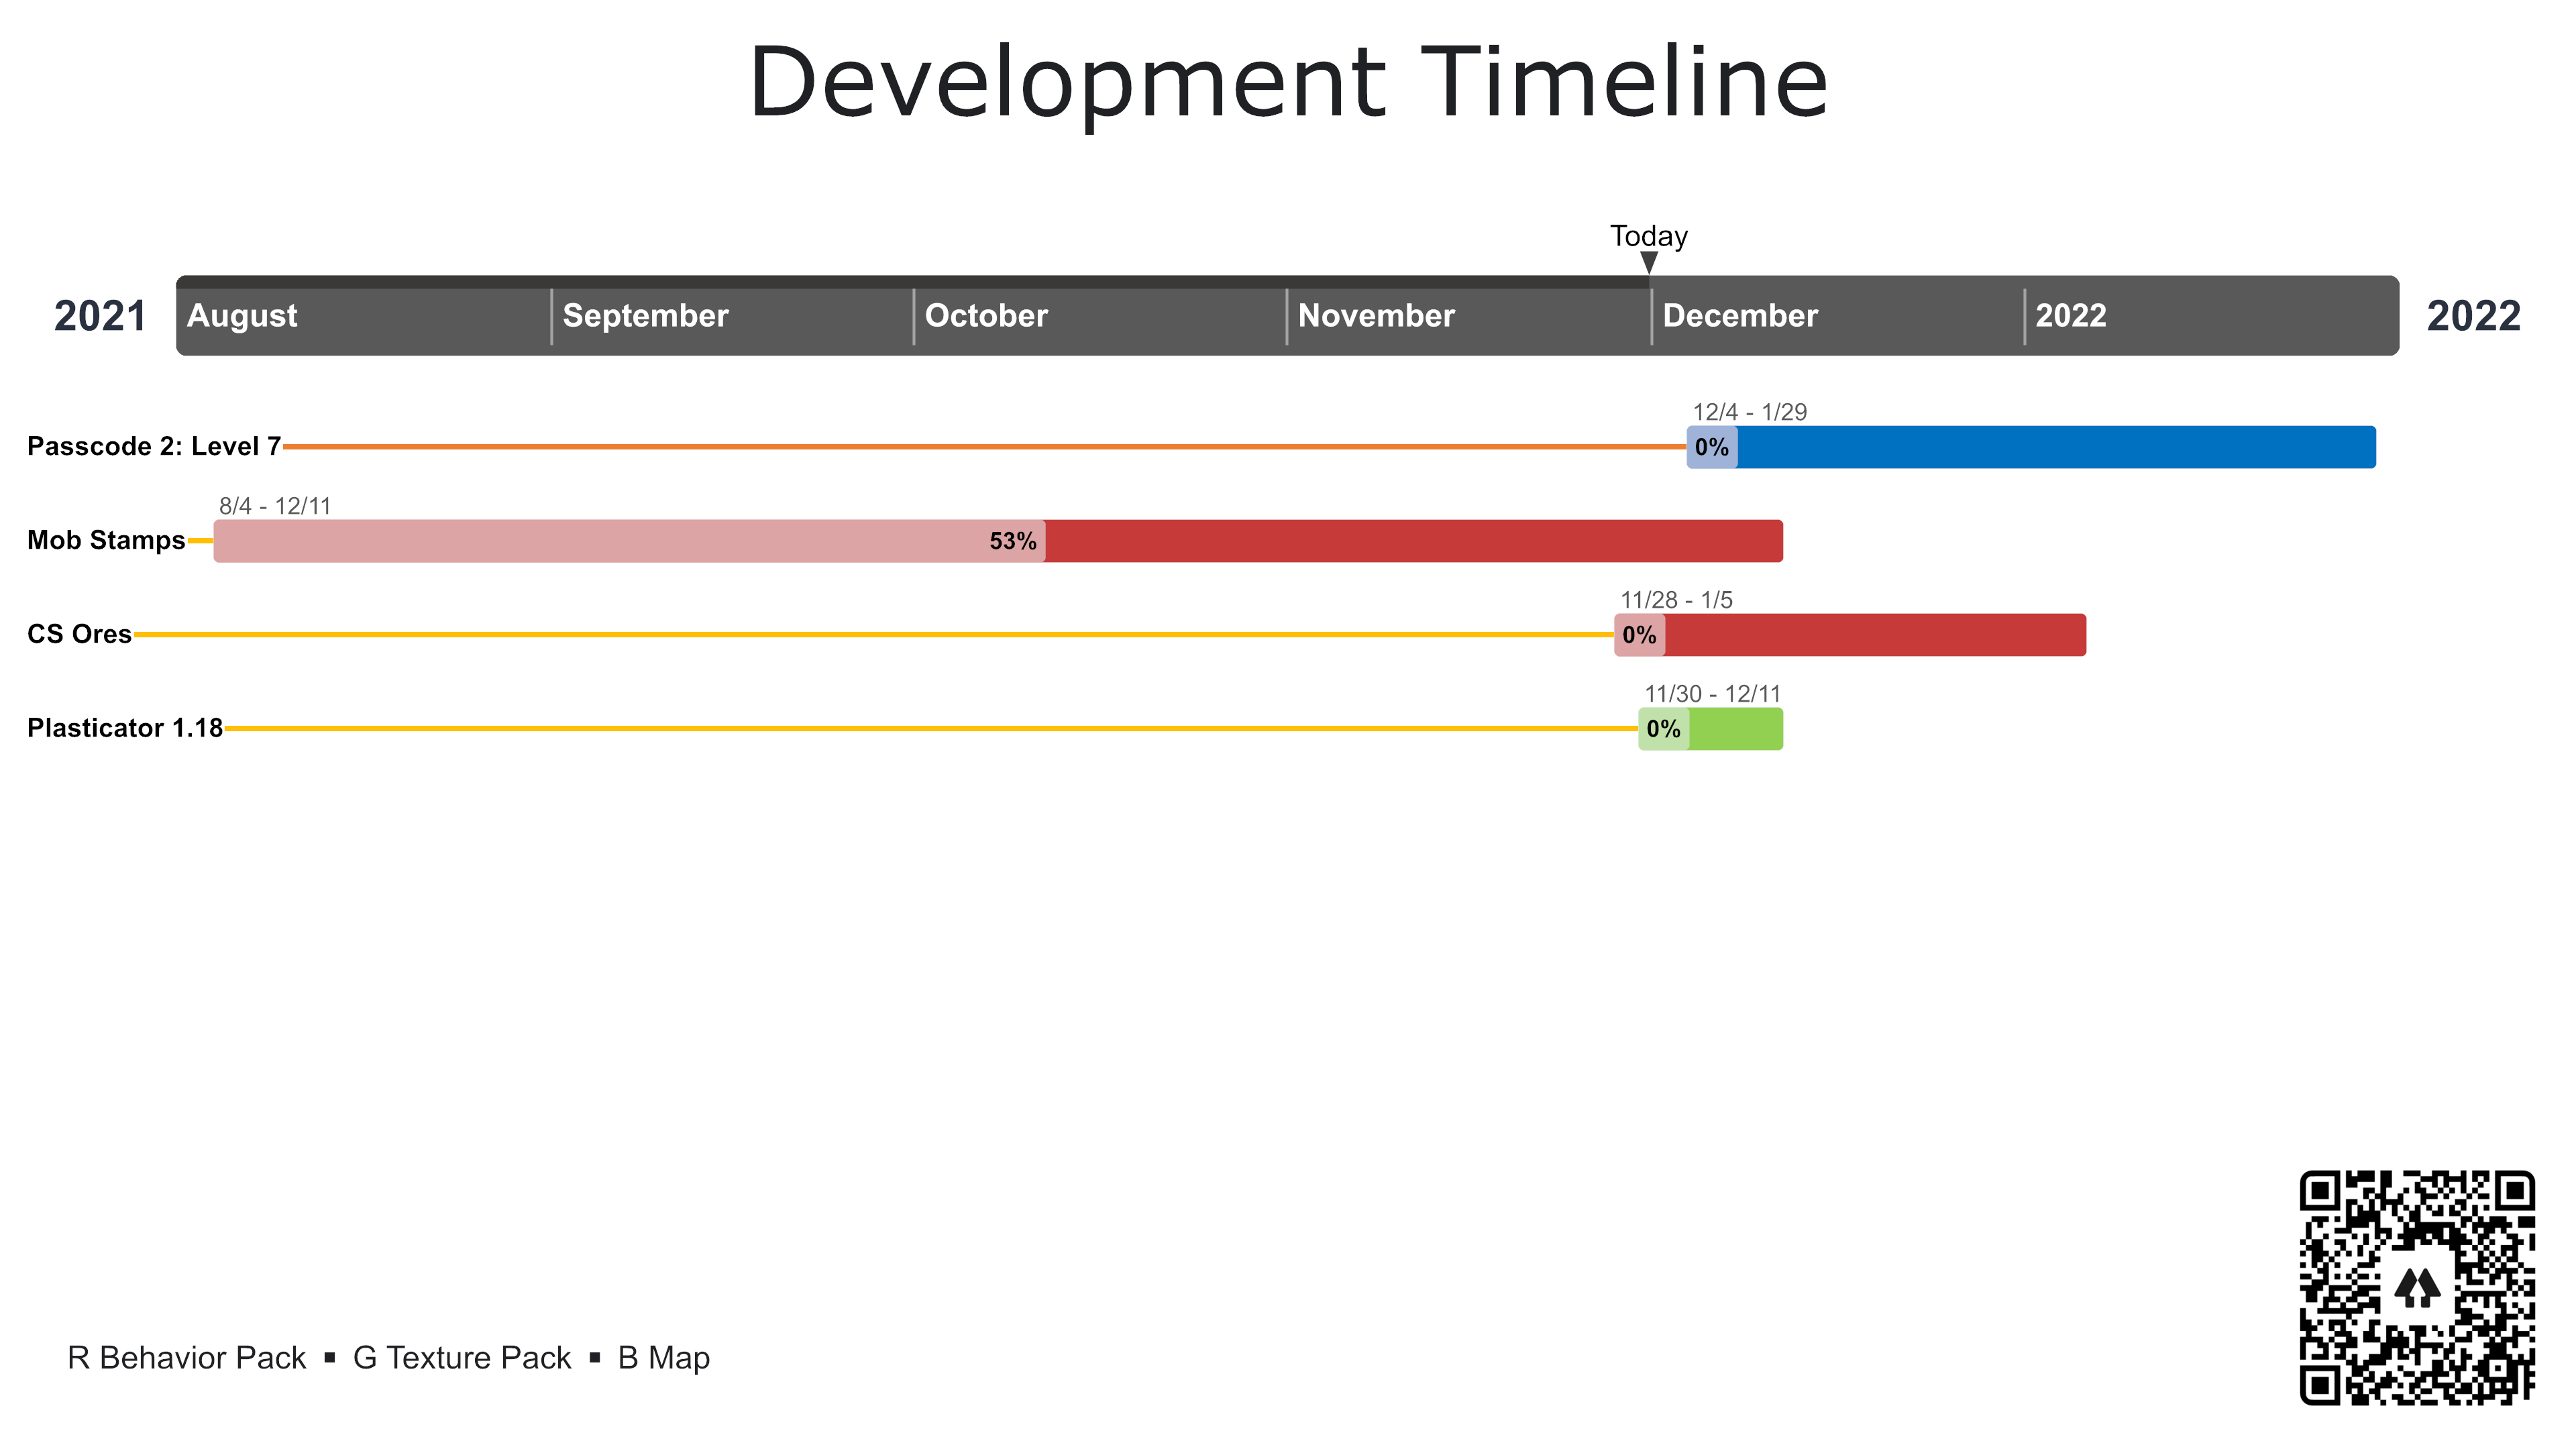 Development Timeline
Today
2021 August September October November December 2022 2022
12/4 - 1/29
Passcode 2: Level 7 0%
8/4 - 12/11
Mob Stamps 53%
11/28 - 1/5
CS Ores 0%
11/30 - 12/11
Plasticator 1.18 0%
R Behavior Pack ▪ G Texture Pack ▪ B Map